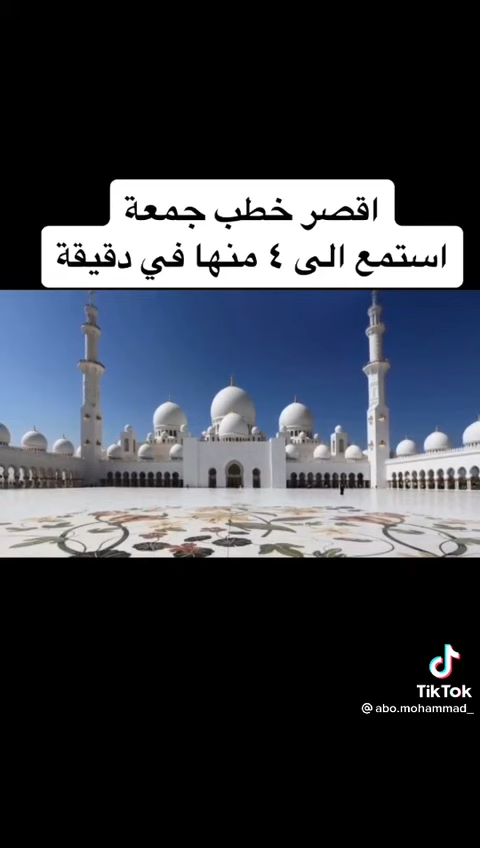 اقصر خطب جمعة
استمع الى ٤ منها في دقيقة
TikTok
@abo.mohammad_